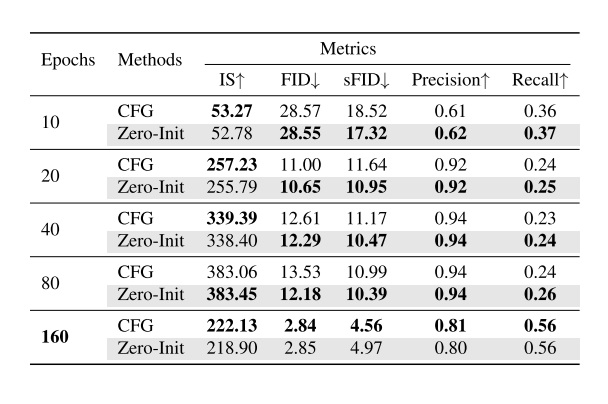 Epochs Methods Metrics
IS↑ FID↓ sFID↓ Precision↑ Recall↑
10 CFG 53.27 28.57 18.52 0.61 0.36
Zero-Init 52.78 28.55 17.32 0.62 0.37
20 CFG 257.23 11.00 11.64 0.92 0.24
Zero-Init 255.79 10.65 10.95 0.92 0.25
40 CFG 339.39 12.61 11.17 0.94 0.23
Zero-Init 338.40 12.29 10.47 0.94 0.24
80 CFG 383.06 13.53 10.99 0.94 0.24
Zero-Init 383.45 12.18 10.39 0.94 0.26
160 CFG 222.13 2.84 4.56 0.81 0.56
Zero-Init 218.90 2.85 4.97 0.80 0.56